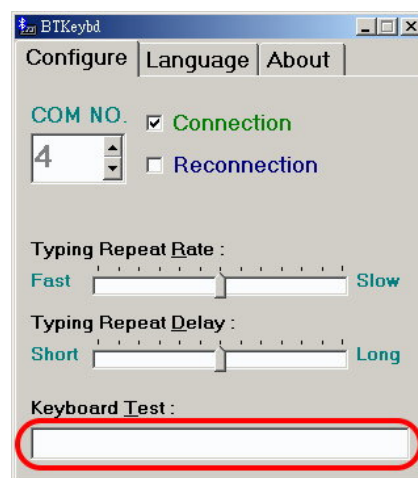 BTKeybd
Configure Language About
COM NO.
4
Connection
Reconnection
Typing Repeat Rate :
Fast Slow
Typing Repeat Delay :
Short Long
Keyboard Test :